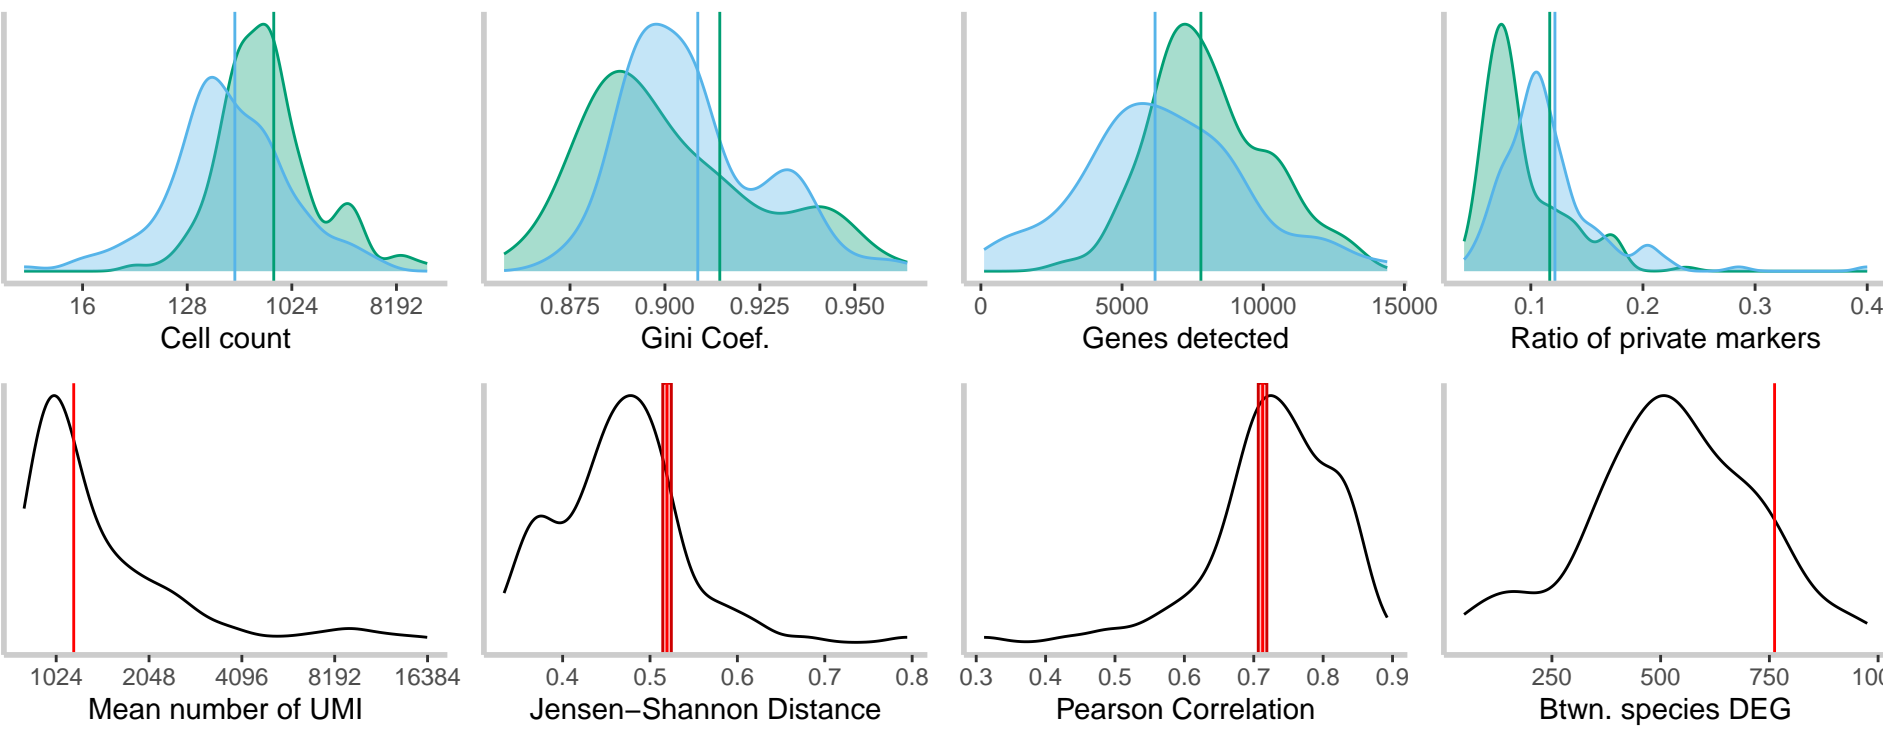 16 128 1024 8192
Cell count
0.875 0.900 0.925 0.950
Gini Coef.
0 5000 10000 15000
Genes detected
0.1 0.2 0.3 0.4
Ratio of private markers
1024 2048 4096 8192 16384
Mean number of UMI
0.4 0.5 0.6 0.7 0.8
Jensen−Shannon Distance
0.3 0.4 0.5 0.6 0.7 0.8 0.9
Pearson Correlation
250 500 750 100
Btwn. species DEG